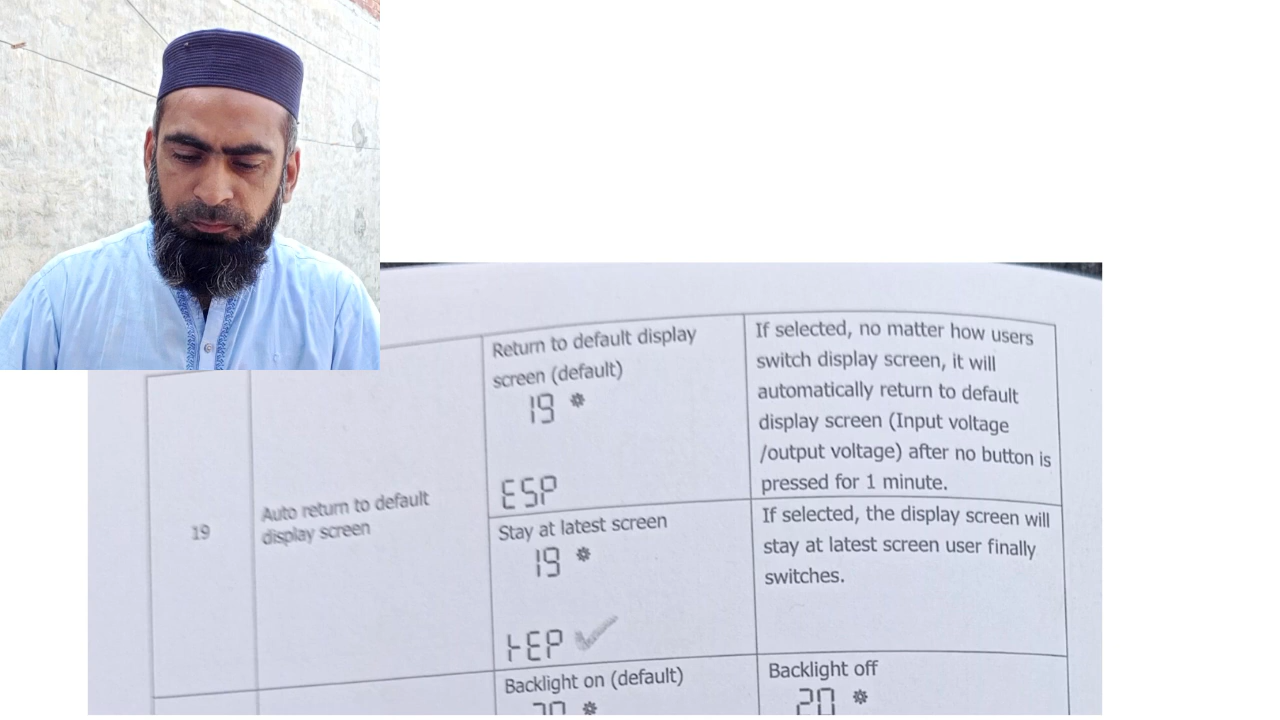 19
Auto return to default
display screen
Return to default display
screen (default)
19
ESP
If selected, no matter how users
switch display screen, it will
automatically return to default
display screen (Input voltage
/output voltage) after no button is
pressed for 1 minute.
Stay at latest screen
19
KEP
If selected, the display screen will
stay at latest screen user finally
switches.
Backlight on (default)
20
Backlight off
20